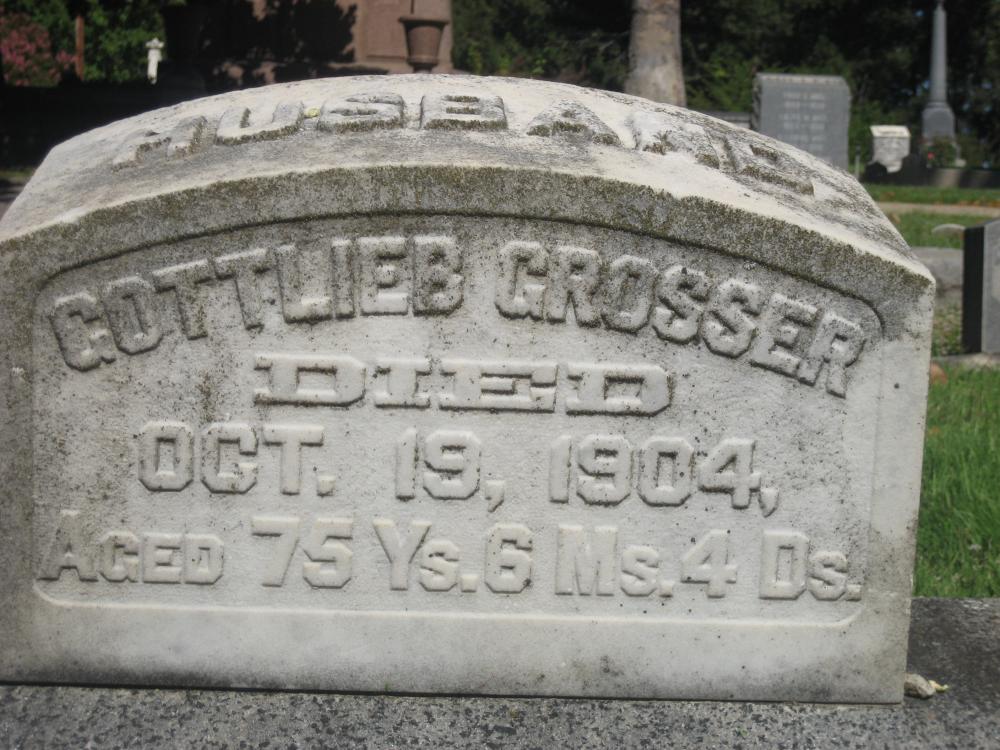 HUSBAND
GOTTLIEB GROSSER
DIED
OCT. 19, 1904,
AGED 75 Ys. 6 Ms. 4 Ds.